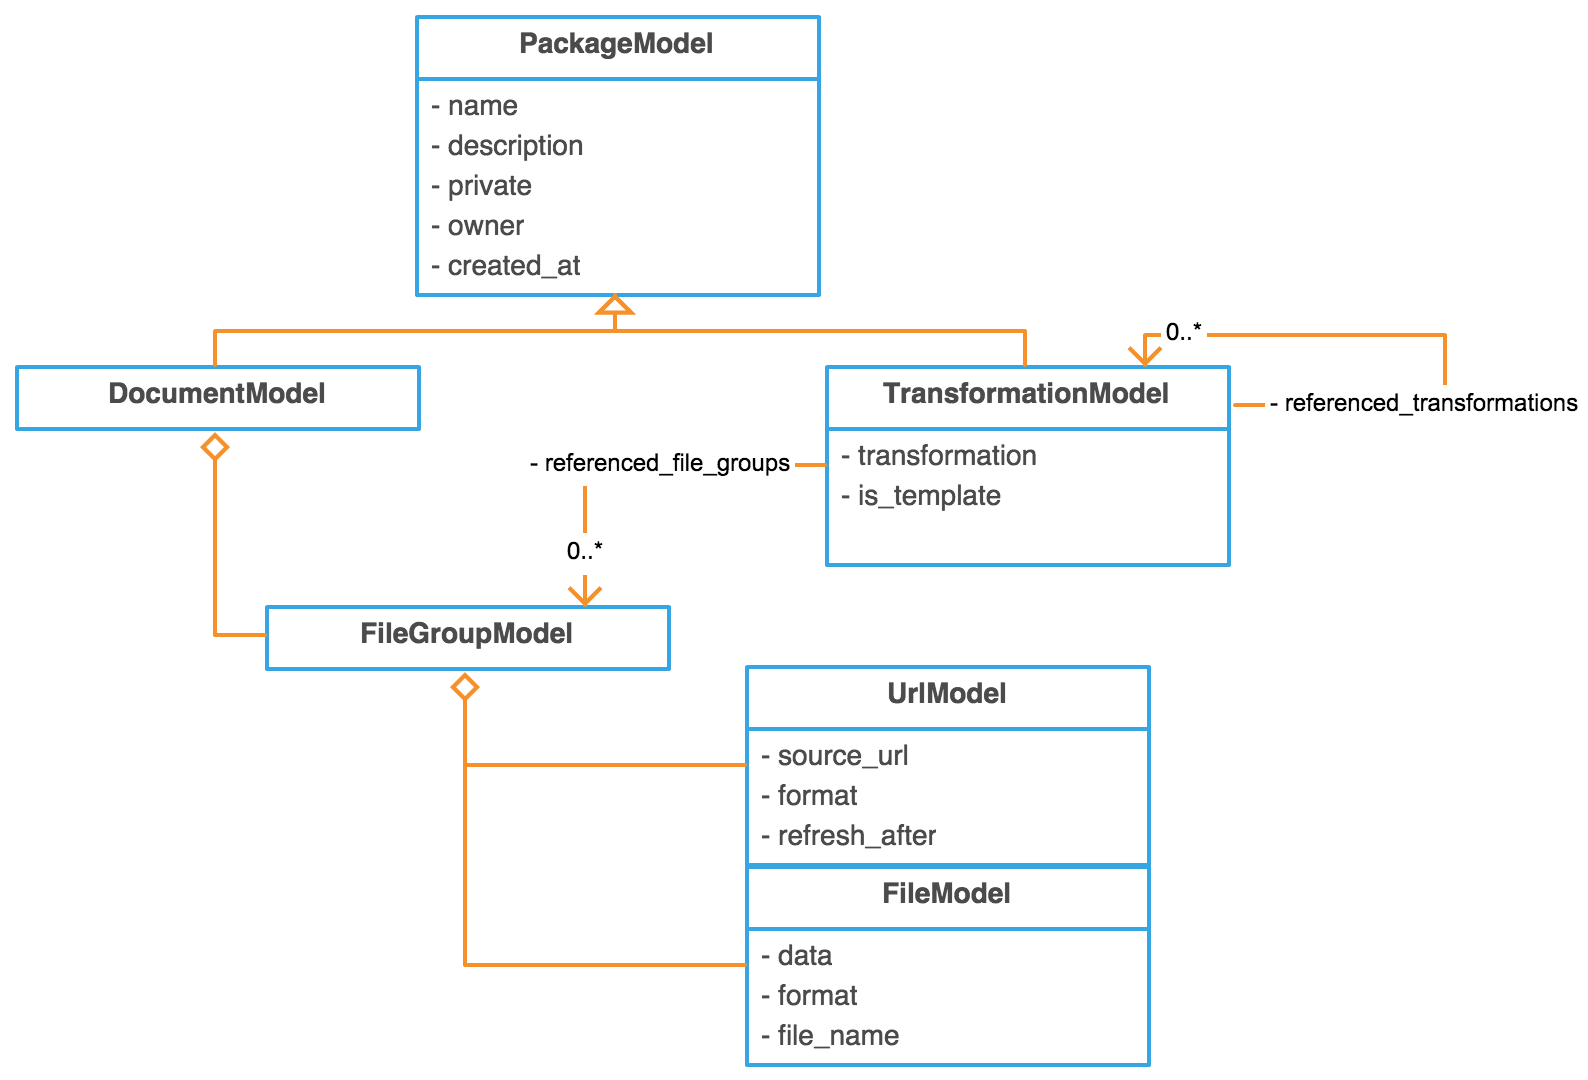 PackageModel
- name
- description
- private
- owner
- created_at
0..*
DocumentModel
TransformationModel
- referenced_transformations
- transformation
- is_template
- referenced_file_groups
0..*
FileGroupModel
UrlModel
- source_url
- format
- refresh_after
FileModel
- data
- format
- file_name